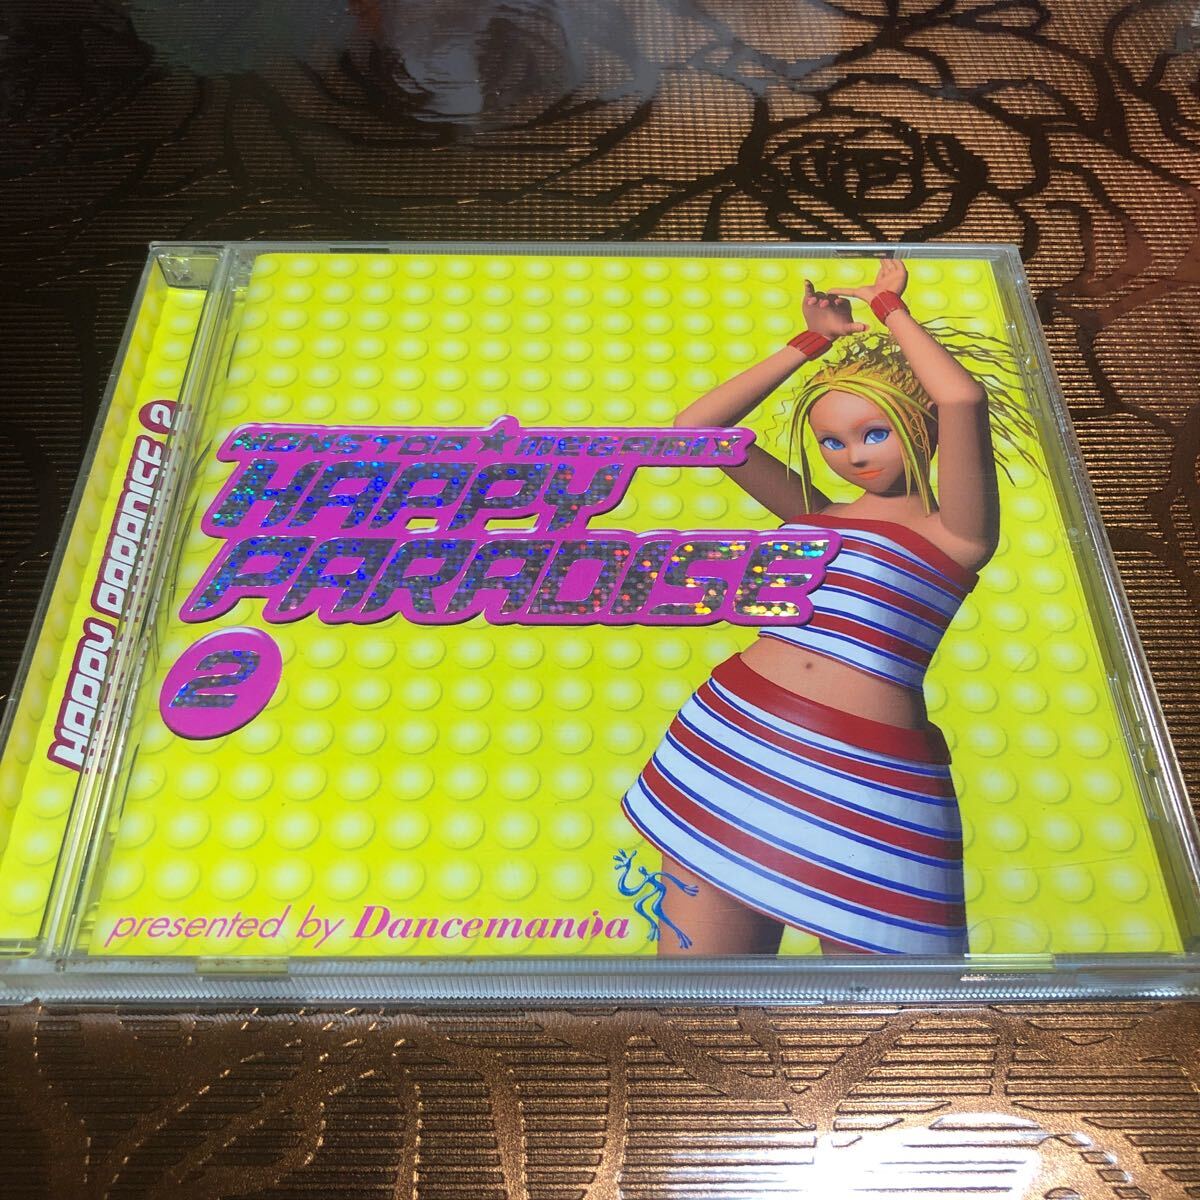 HAPPY PARADISE 2
NONSTOP★MEGAMIX
HAPPY
PARADISE
2
presented by Dancemania